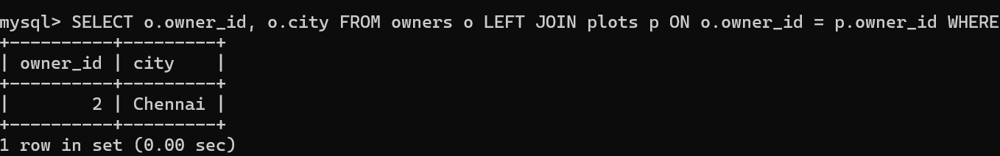 mysql> SELECT o.owner_id, o.city FROM owners o LEFT JOIN plots p ON o.owner_id = p.owner_id WHERE
+----------+---------+
| owner_id | city    |
+----------+---------+
|        2 | Chennai |
+----------+---------+
1 row in set (0.00 sec)